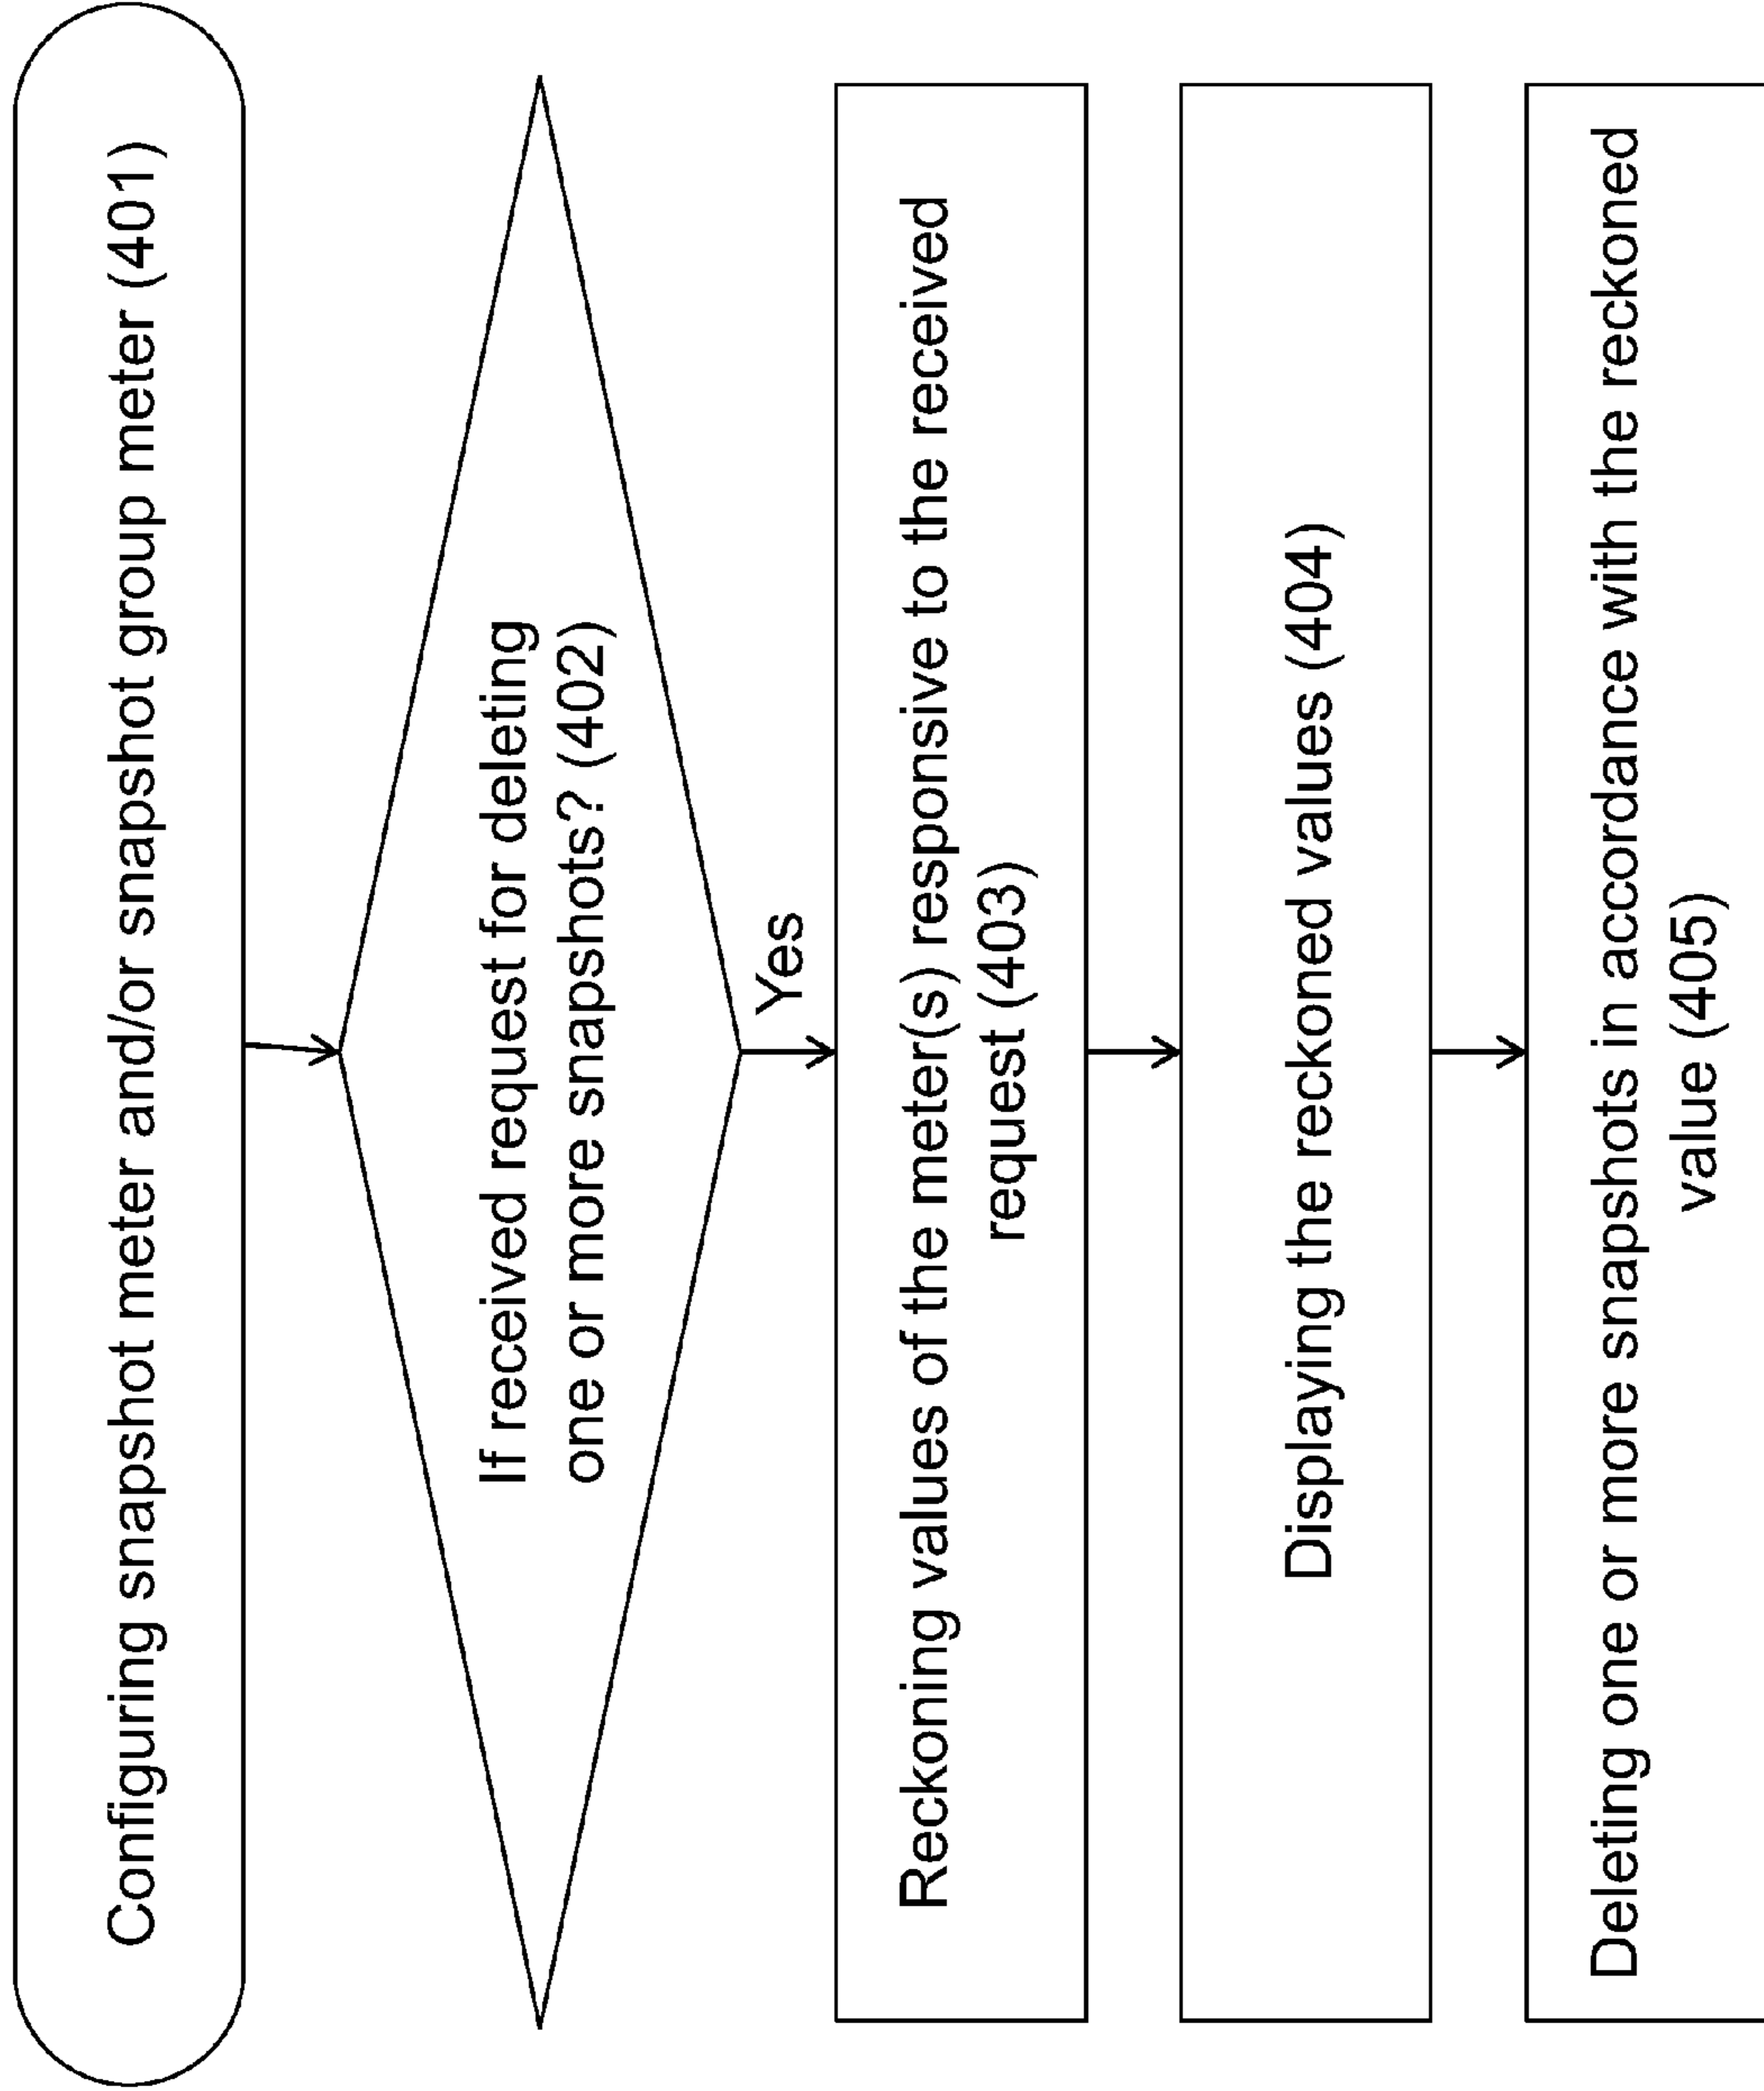 Configuring snapshot meter and/or snapshot group meter (401)
If received request for deleting
one or more snapshots? (402)
Yes
Reckoning values of the meter(s) responsive to the received
request (403)
Displaying the reckoned values (404)
Deleting one or more snapshots in accordance with the reckoned
value (405)